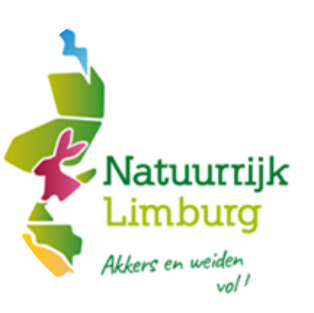 Natuurrijk
Limburg
Akkers en weiden
vol!